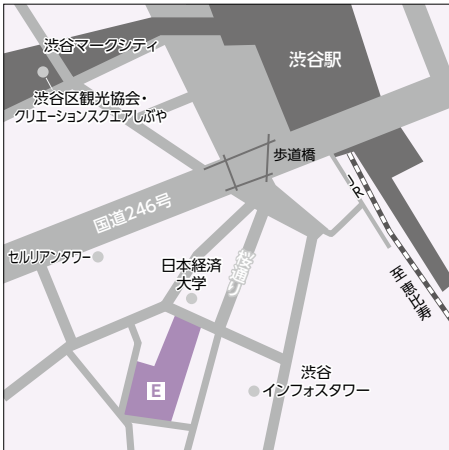 渋谷マークシティ
渋谷駅
渋谷区観光協会・
クリエーションスクエアしぶや
歩道橋
JR
国道246号
セルリアンタワー
日本経済
大学
桜通り
至 恵比寿
E
渋谷
インフォスタワー